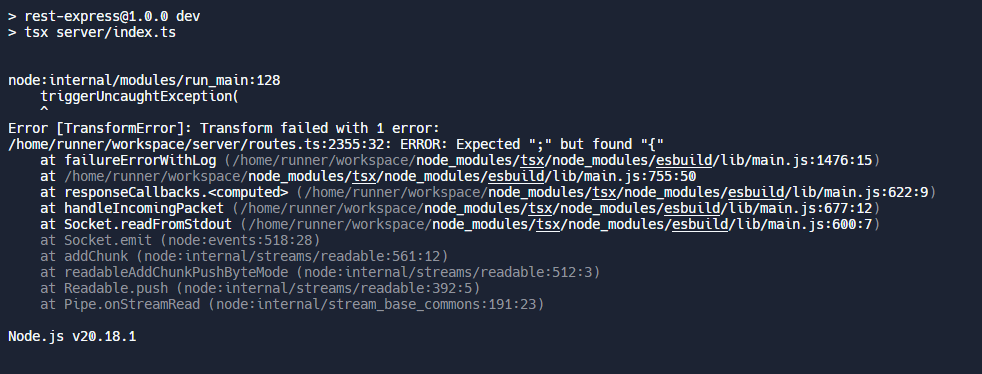 > rest-express@1.0.0 dev
> tsx server/index.ts
node:internal/modules/run_main:128
    triggerUncaughtException(
    ^
Error [TransformError]: Transform failed with 1 error:
/home/runner/workspace/server/routes.ts:2355:32: ERROR: Expected ";" but found "{"
    at failureErrorWithLog (/home/runner/workspace/node_modules/tsx/node_modules/esbuild/lib/main.js:1476:15)
    at /home/runner/workspace/node_modules/tsx/node_modules/esbuild/lib/main.js:755:50
    at responseCallbacks.<computed> (/home/runner/workspace/node_modules/tsx/node_modules/esbuild/lib/main.js:622:9)
    at handleIncomingPacket (/home/runner/workspace/node_modules/tsx/node_modules/esbuild/lib/main.js:677:12)
    at Socket.readFromStdout (/home/runner/workspace/node_modules/tsx/node_modules/esbuild/lib/main.js:600:7)
    at Socket.emit (node:events:518:28)
    at addChunk (node:internal/streams/readable:561:12)
    at readableAddChunkPushByteMode (node:internal/streams/readable:512:3)
    at Readable.push (node:internal/streams/readable:392:5)
    at Pipe.onStreamRead (node:internal/stream_base_commons:191:23)
Node.js v20.18.1